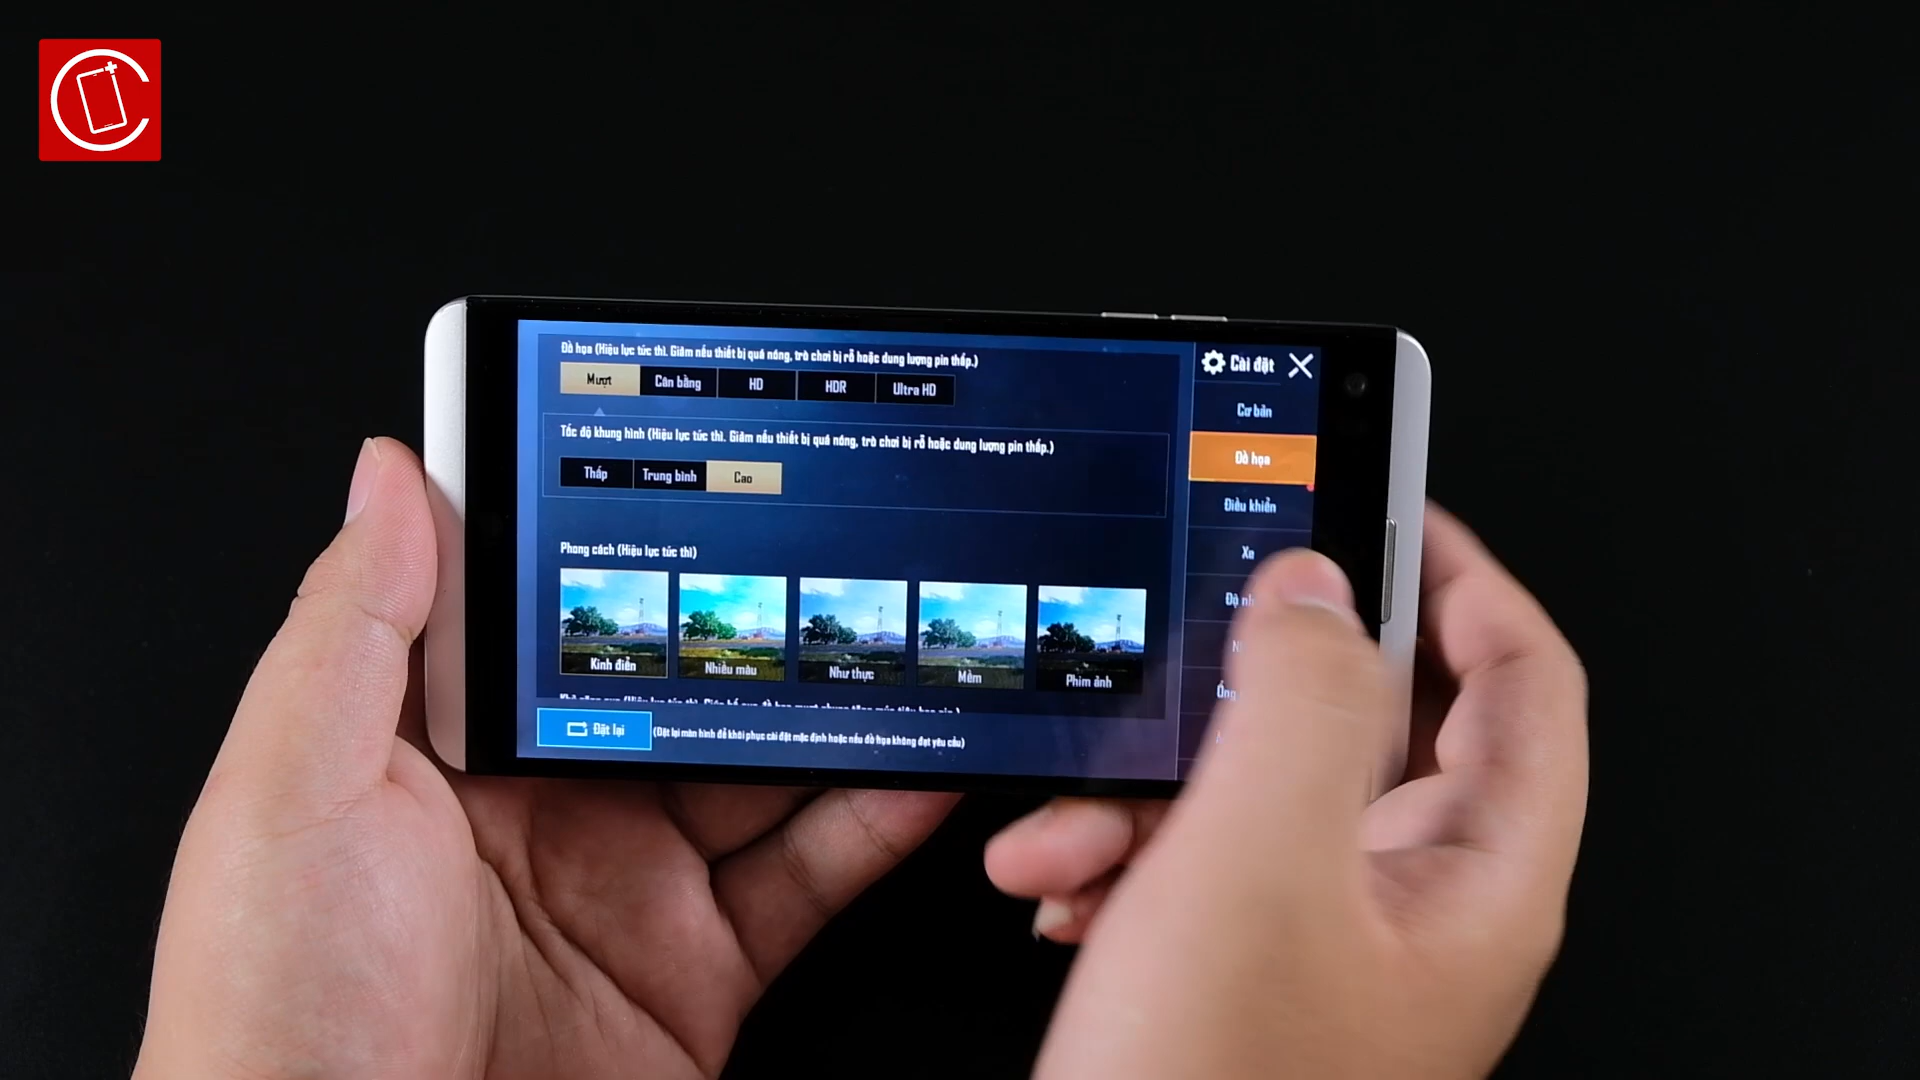 Đồ họa (Hiệu lực tức thì. Giảm nếu thiết bị quá nóng, trò chơi bị rỗ hoặc dung lượng pin thấp.)
Mượt Cân bằng HD HDR Ultra HD
Tốc độ khung hình (Hiệu lực tức thì. Giảm nếu thiết bị quá nóng, trò chơi bị rỗ hoặc dung lượng pin thấp.)
Thấp Trung bình Cao
Phong cách (Hiệu lực tức thì)
Kinh điển Nhiều màu Như thực Mềm Phim ảnh
Đặt lại (Đặt lại màn hình để khôi phục cài đặt mặc định hoặc nếu đồ họa không đạt yêu cầu)
Cài đặt
Cơ bản
Đồ họa
Điều khiển
Xe
Độ
Ống